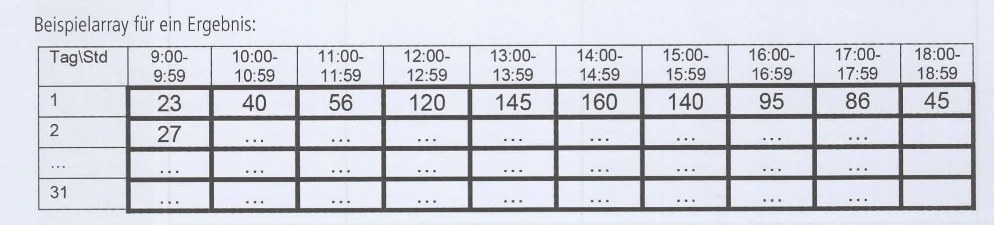 Beispielarray für ein Ergebnis:
Tag\Std 9:00-9:59 10:00-10:59 11:00-11:59 12:00-12:59 13:00-13:59 14:00-14:59 15:00-15:59 16:00-16:59 17:00-17:59 18:00-18:59
1 23 40 56 120 145 160 140 95 86 45
2 27 ... ... ... ... ... ... ... ...
... ... ... ... ... ... ... ... ... ...
31 ... ... ... ... ... ... ... ... ...